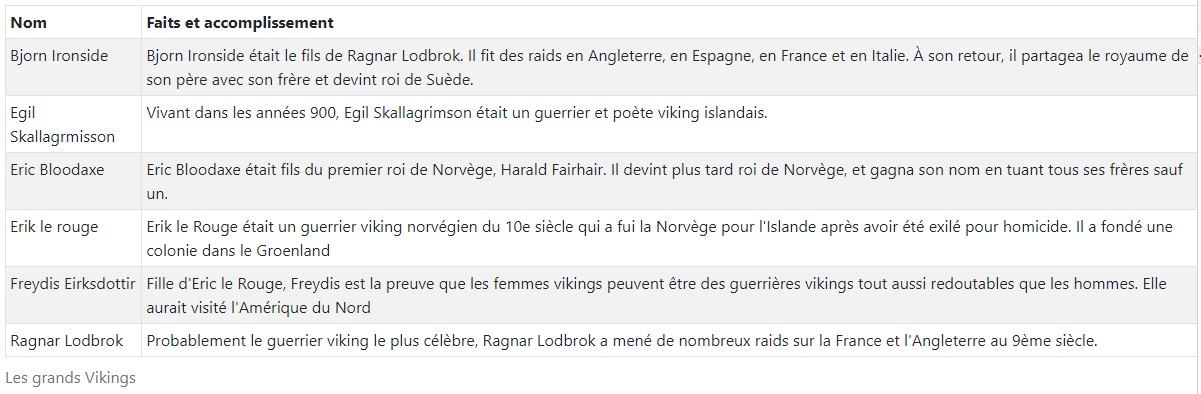 Nom Faits et accomplissement
Bjorn Ironside Bjorn Ironside était le fils de Ragnar Lodbrok. Il fit des raids en Angleterre, en Espagne, en France et en Italie. À son retour, il partagea le royaume de
son père avec son frère et devint roi de Suède.
Egil Vivant dans les années 900, Egil Skallagrimson était un guerrier et poète viking islandais.
Skallagrmisson
Eric Bloodaxe Eric Bloodaxe était fils du premier roi de Norvège, Harald Fairhair. Il devint plus tard roi de Norvège, et gagna son nom en tuant tous ses frères sauf
un.
Erik le rouge Erik le Rouge était un guerrier viking norvégien du 10e siècle qui a fui la Norvège pour l'Islande après avoir été exilé pour homicide. Il a fondé une
colonie dans le Groenland
Freydis Eirksdottir Fille d'Eric le Rouge, Freydis est la preuve que les femmes vikings peuvent être des guerrières vikings tout aussi redoutables que les hommes. Elle
aurait visité l'Amérique du Nord
Ragnar Lodbrok Probablement le guerrier viking le plus célèbre, Ragnar Lodbrok a mené de nombreux raids sur la France et l'Angleterre au 9ème siècle.
Les grands Vikings